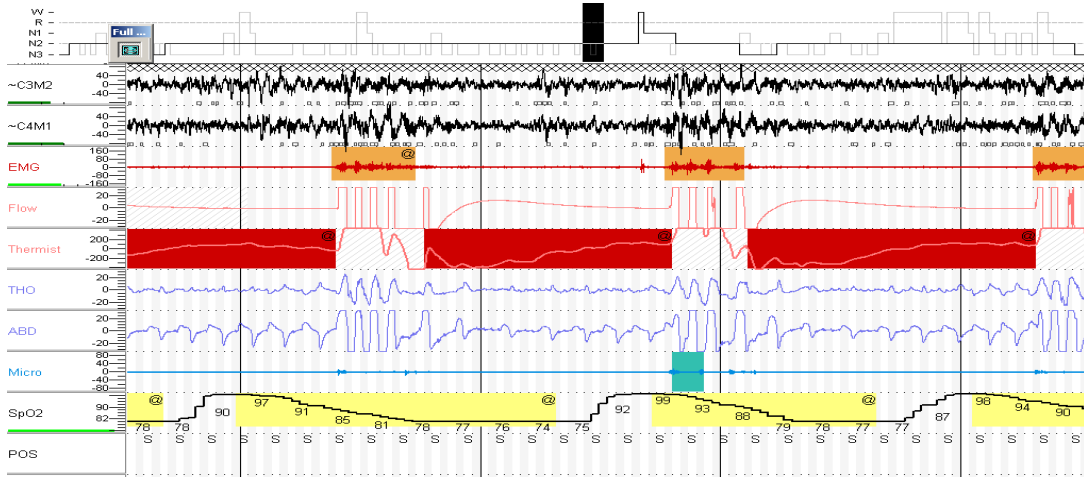 W
R
N1
N2
N3
Full ...
~C3M2 40 0 -40
~C4M1 40 0 -40
EMG 160 80 0 -80 -160 @
Flow 20 0 -20
Thermist 200 0 -200 @ @ @
THO 20 0 -20
ABD 20 0 -20
Micro 80 40 0 -40 -80
SpO2 90 82 @ @ @
78 78 90 97 91 85 81 78 77 76 74 75 92 99 93 88 79 78 77 77 87 98 94 90
S S S S S S S S S S S S S S S S S S S S S S S S
POS